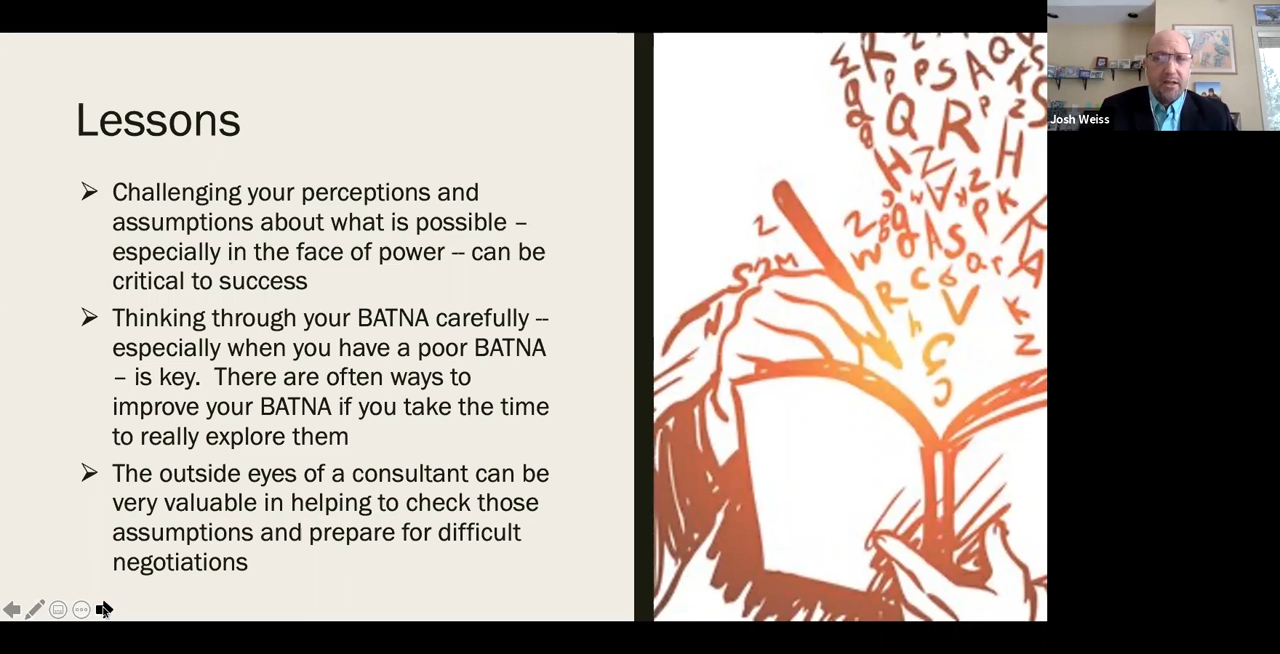 Lessons
➢ Challenging your perceptions and
assumptions about what is possible –
especially in the face of power -- can be
critical to success
➢ Thinking through your BATNA carefully --
especially when you have a poor BATNA
– is key.  There are often ways to
improve your BATNA if you take the time
to really explore them
➢ The outside eyes of a consultant can be
very valuable in helping to check those
assumptions and prepare for difficult
negotiations
Josh Weiss